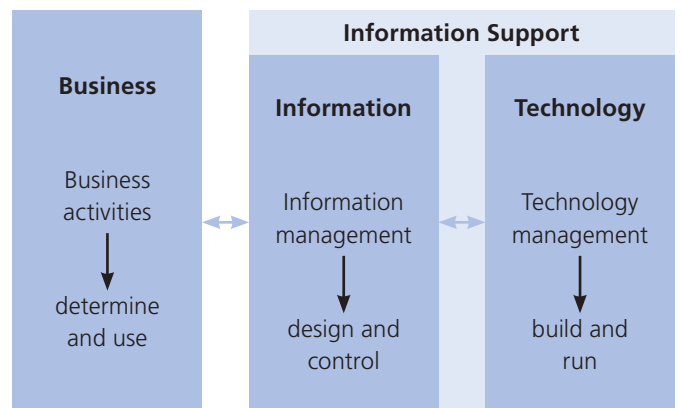 Information Support
Business
Business
activities
determine
and use
Information
Information
management
design and
control
Technology
Technology
management
build and
run